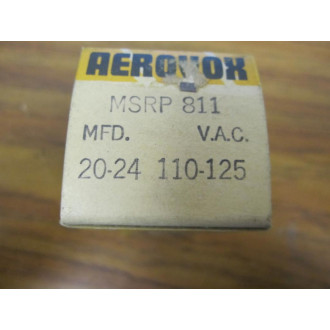 AEROVOX
MSRP 811
MFD. V.A.C.
20-24 110-125